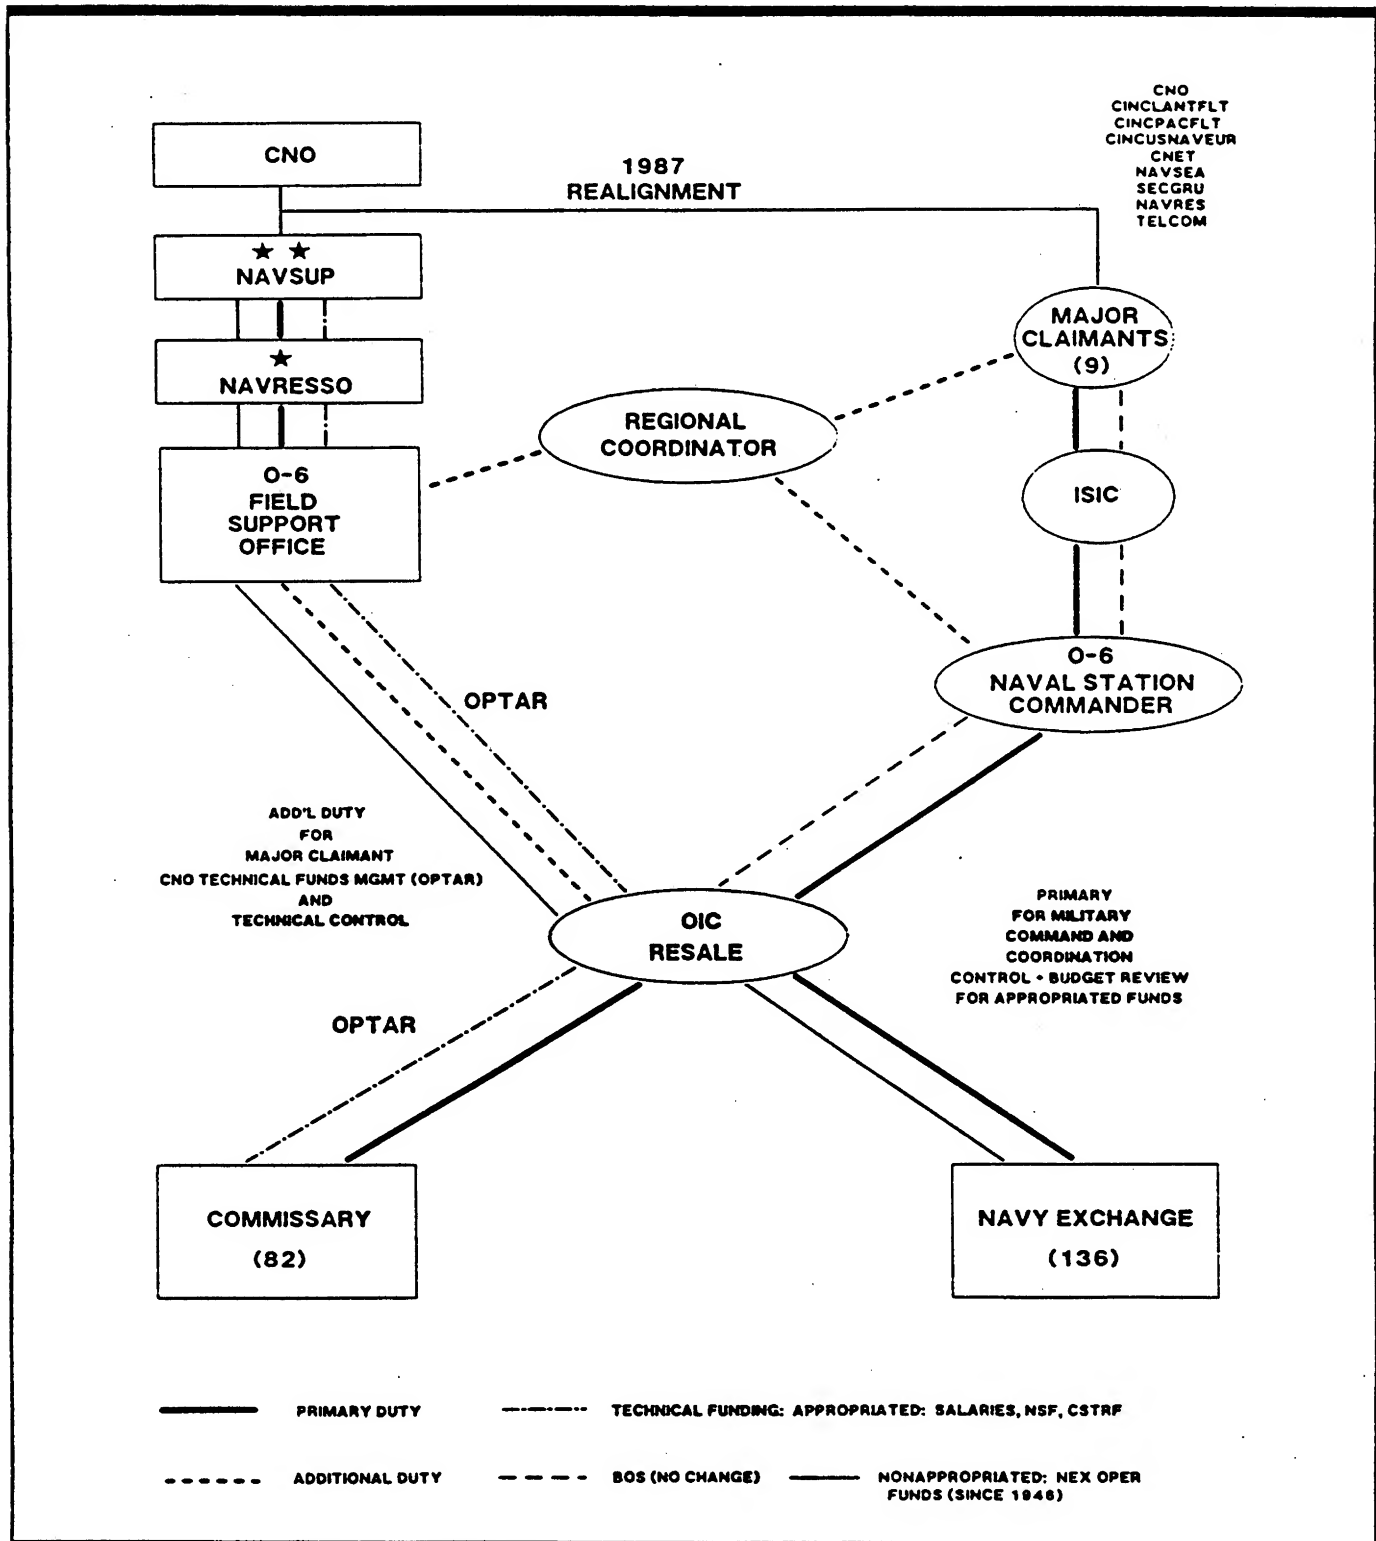 CNO
CINCLANTFLT
CINCPACFLT
CINCUSNAVEUR
CNET
NAVSEA
SECGRU
NAVRES
TELCOM
CNO
1987
REALIGNMENT
NAVSUP
NAVRESSO
MAJOR
CLAIMANTS
(9)
REGIONAL
COORDINATOR
O-6
FIELD
SUPPORT
OFFICE
ISIC
O-6
NAVAL STATION
COMMANDER
OPTAR
ADD'L DUTY
FOR
MAJOR CLAIMANT
CNO TECHNICAL FUNDS MGMT (OPTAR)
AND
TECHNICAL CONTROL
OIC
RESALE
PRIMARY
FOR MILITARY
COMMAND AND
COORDINATION
CONTROL + BUDGET REVIEW
FOR APPROPRIATED FUNDS
OPTAR
COMMISSARY
(82)
NAVY EXCHANGE
(136)
PRIMARY DUTY
TECHNICAL FUNDING: APPROPRIATED: SALARIES, NSF, CSTRF
ADDITIONAL DUTY
BOS (NO CHANGE)
NONAPPROPRIATED: NEX OPER
FUNDS (SINCE 1946)